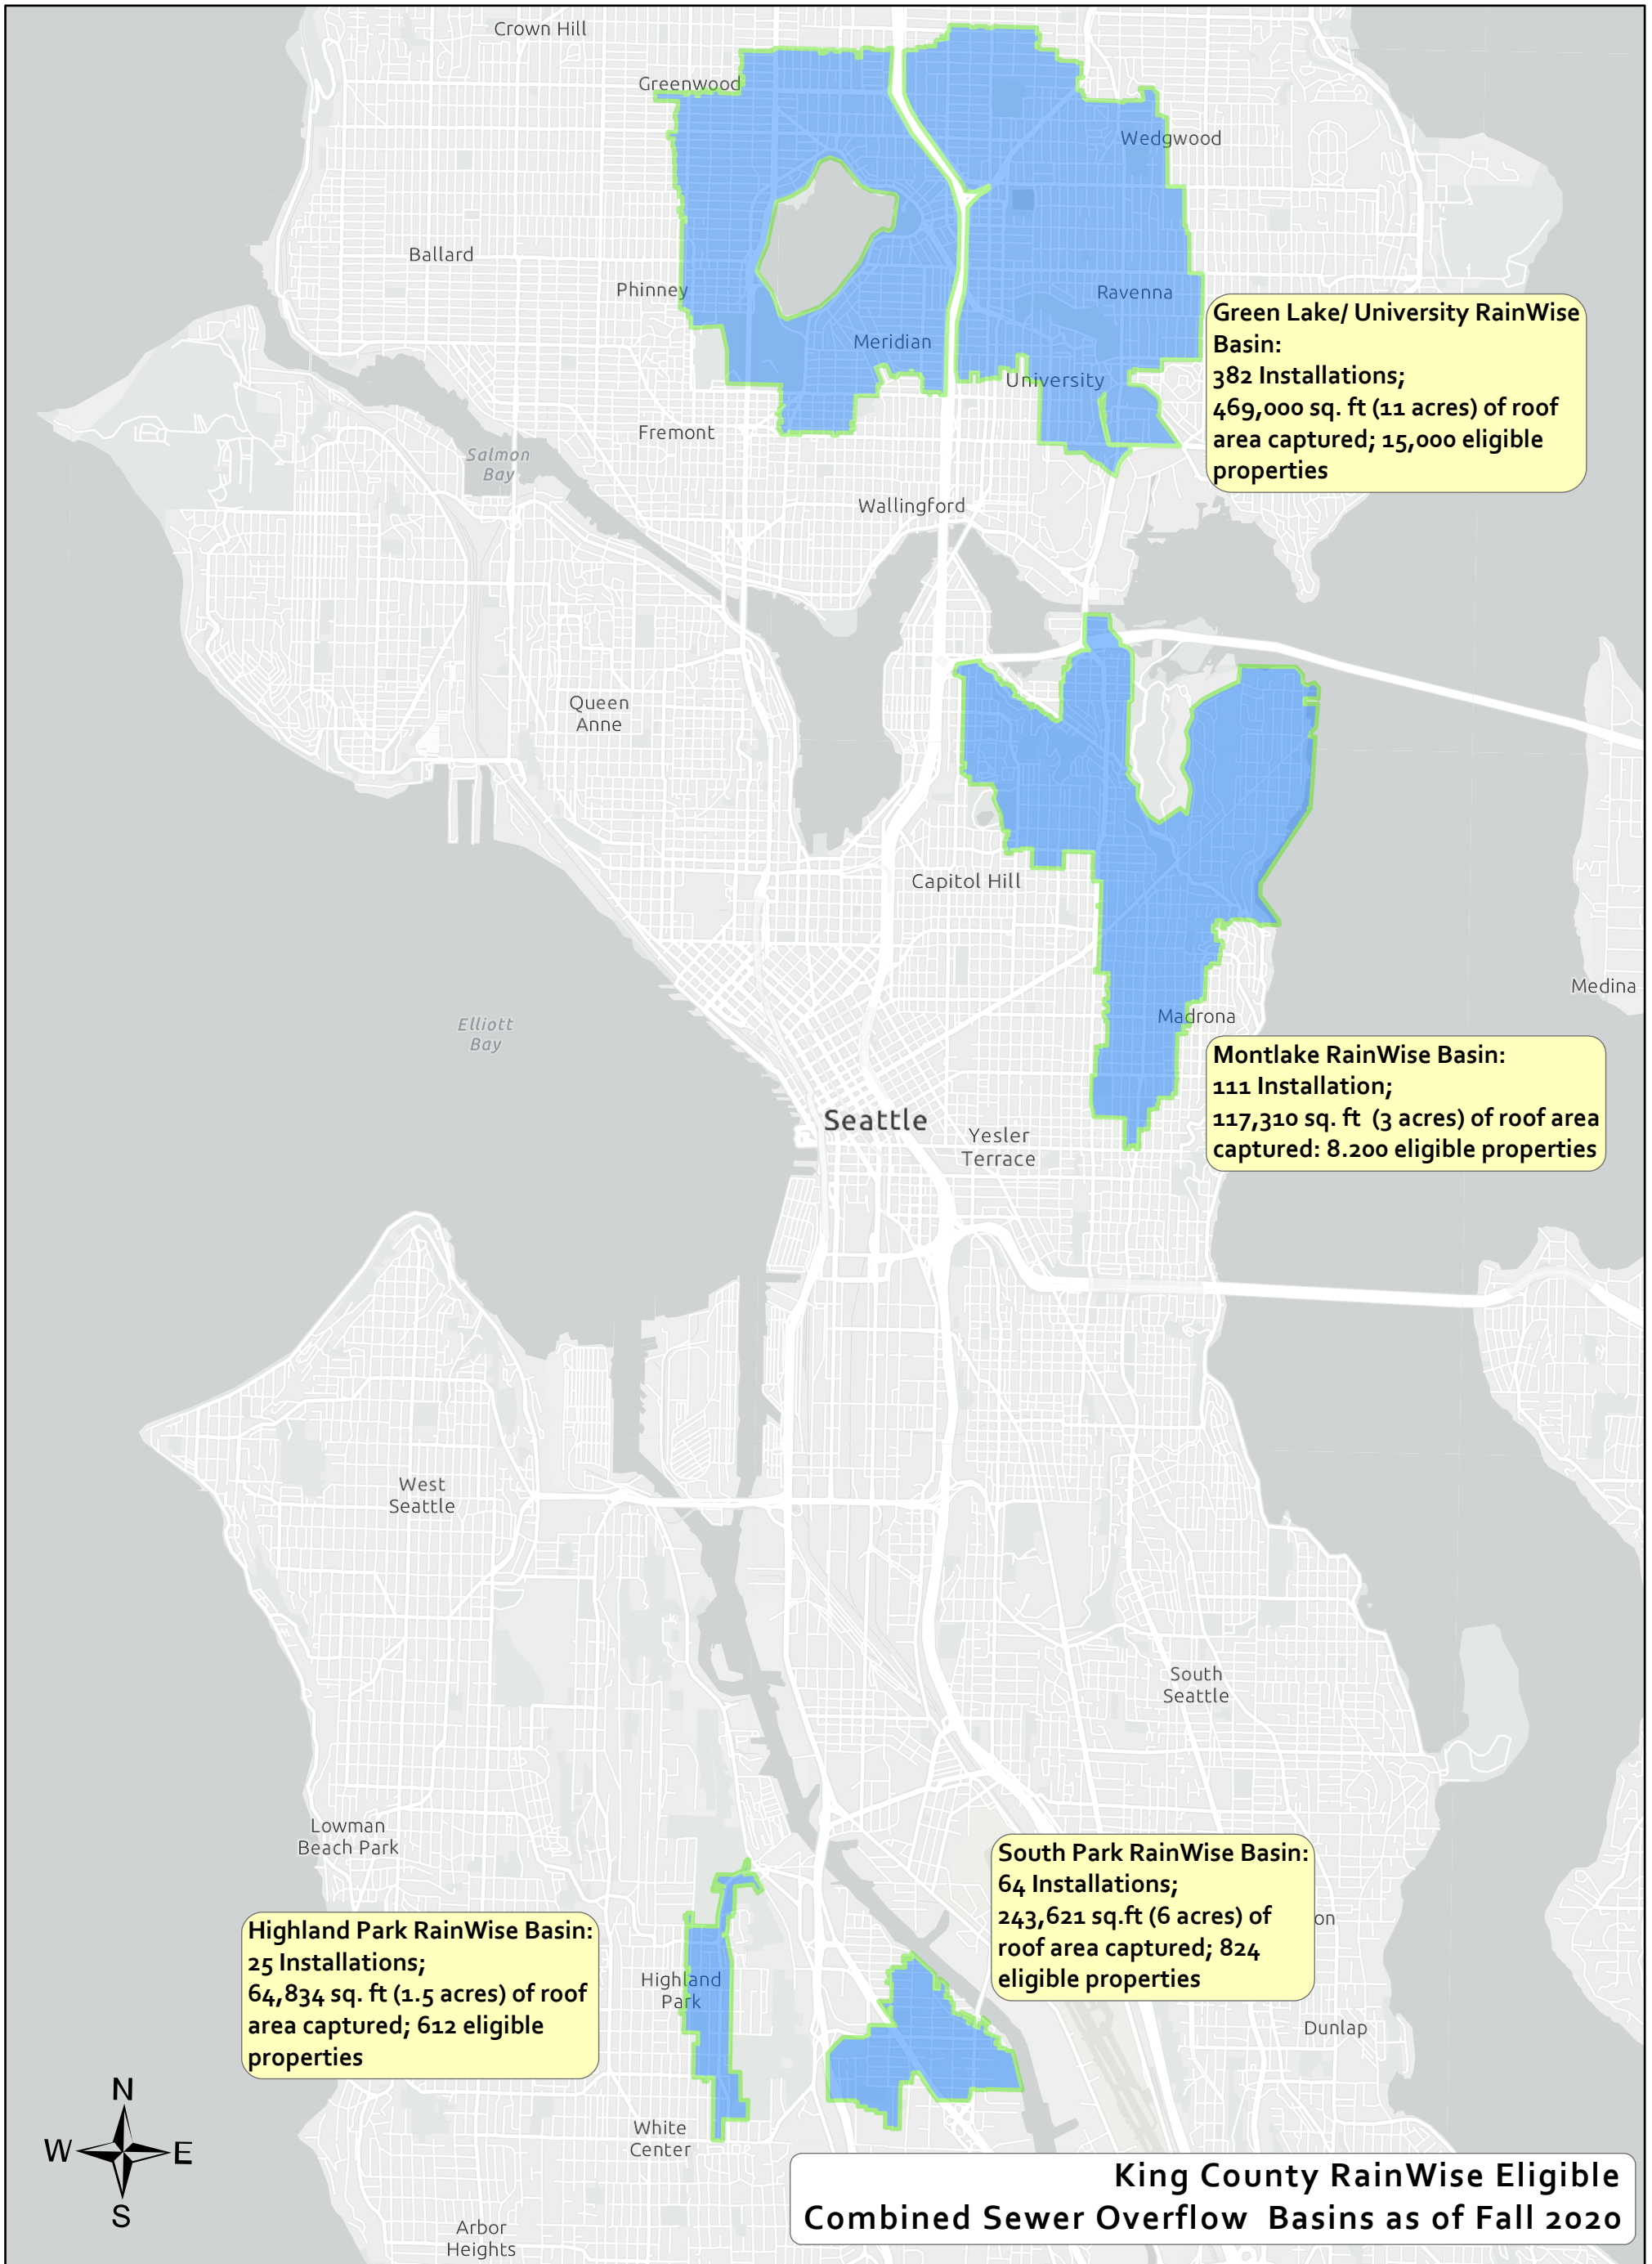 Crown Hill
Greenwood
Wedgwood
Ballard
Phinney
Ravenna
Meridian
University
Green Lake/ University RainWise
Basin:
382 Installations;
469,000 sq. ft (11 acres) of roof
area captured; 15,000 eligible
properties
Fremont
Salmon
Bay
Wallingford
Queen
Anne
Capitol Hill
Medina
Elliott
Bay
Madrona
Montlake RainWise Basin:
111 Installation;
117,310 sq. ft  (3 acres) of roof area
captured: 8.200 eligible properties
Seattle
Yesler
Terrace
West
Seattle
South
Seattle
Lowman
Beach Park
South Park RainWise Basin:
64 Installations;
243,621 sq.ft (6 acres) of
roof area captured; 824
eligible properties
on
Highland Park RainWise Basin:
25 Installations;
64,834 sq. ft (1.5 acres) of roof
area captured; 612 eligible
properties
Highland
Park
Dunlap
White
Center
N
W
E
S
King County RainWise Eligible
Combined Sewer Overflow  Basins as of Fall 2020
Arbor
Heights